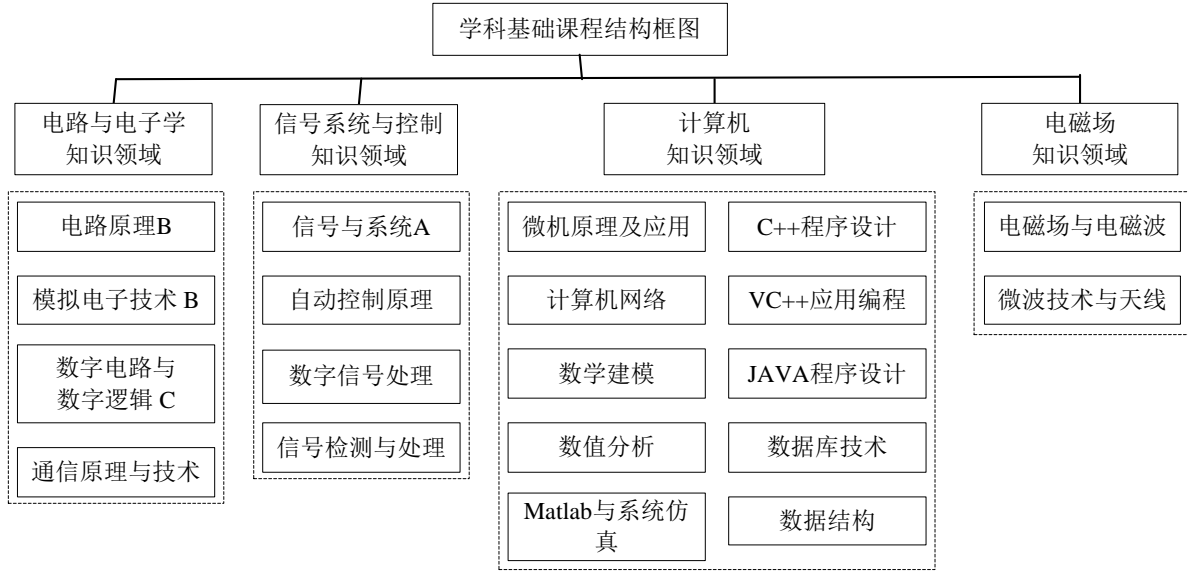 学科基础课程结构框图
电路与电子学
知识领域
信号系统与控制
知识领域
计算机
知识领域
电磁场
知识领域
电路原理B
模拟电子技术 B
数字电路与
数字逻辑 C
通信原理与技术
信号与系统A
自动控制原理
数字信号处理
信号检测与处理
微机原理及应用
计算机网络
数学建模
数值分析
Matlab与系统仿
真
C++程序设计
VC++应用编程
JAVA程序设计
数据库技术
数据结构
电磁场与电磁波
微波技术与天线